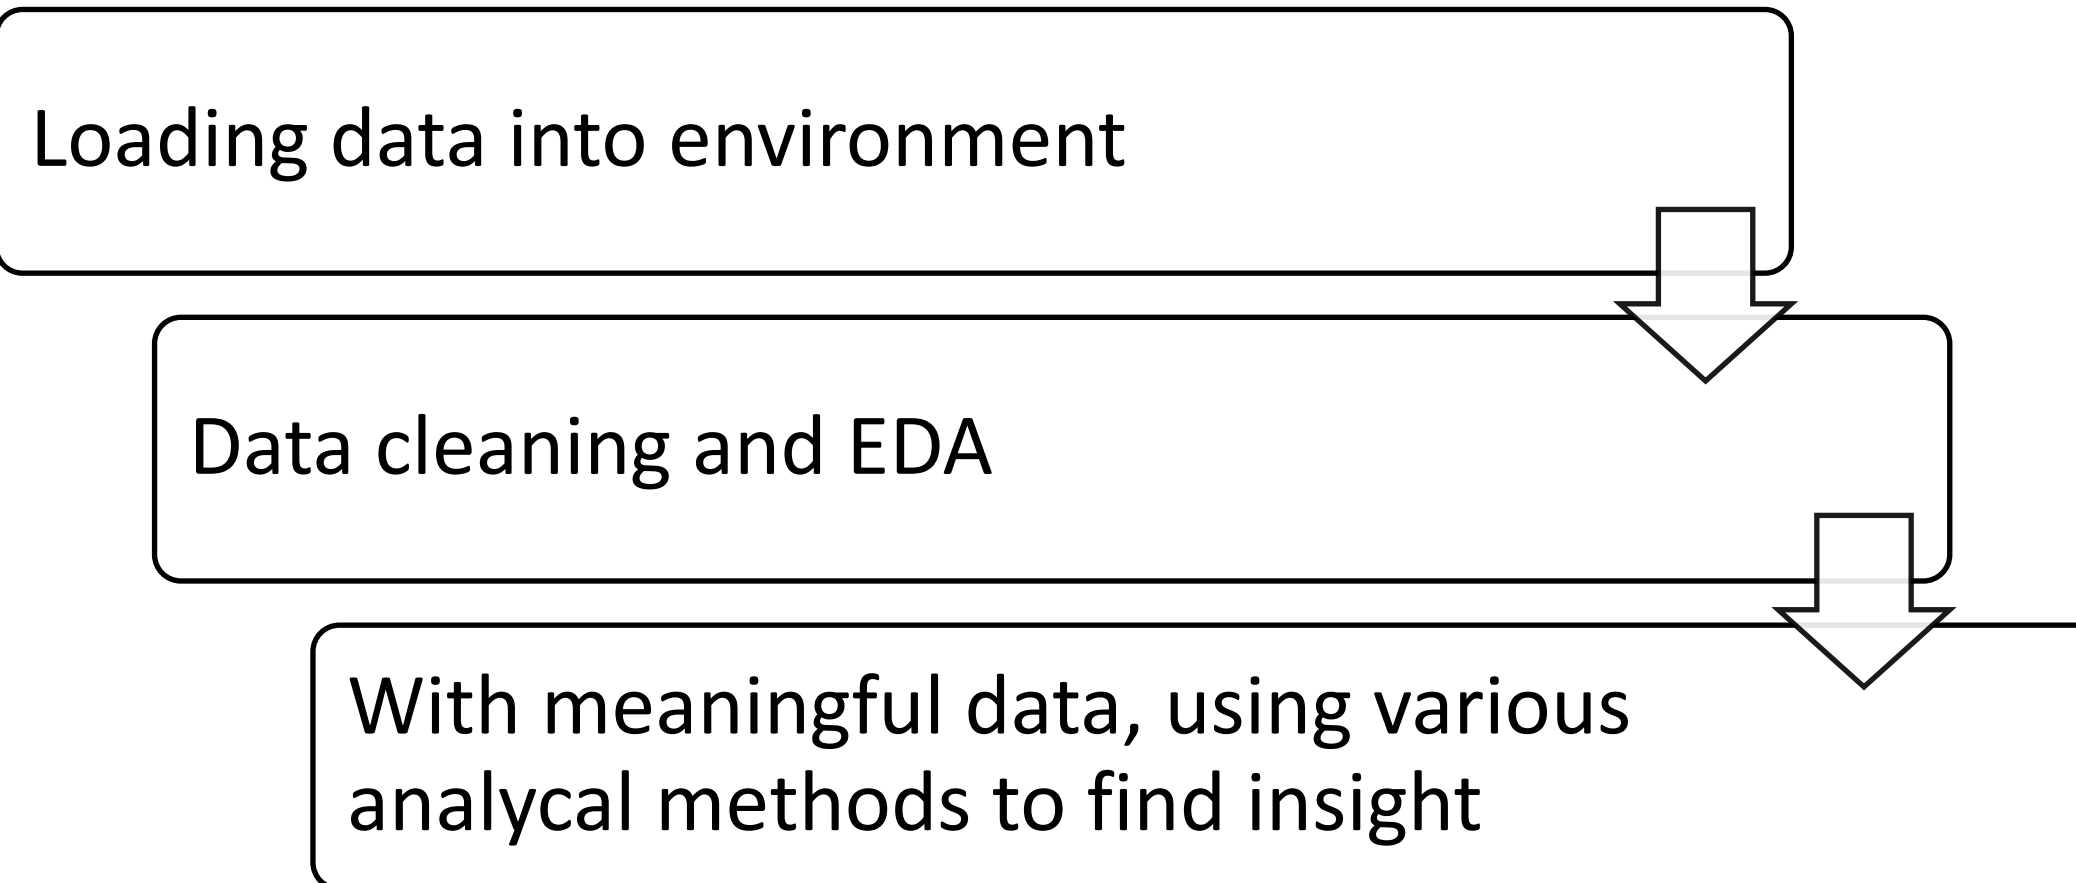 Loading data into environment
Data cleaning and EDA
With meaningful data, using various
analycal methods to find insight